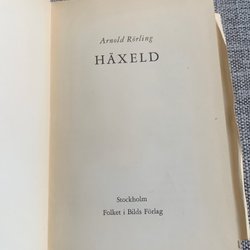 Arnold Rörling
HÄXELD
Stockholm
Folket i Bilds Förlag